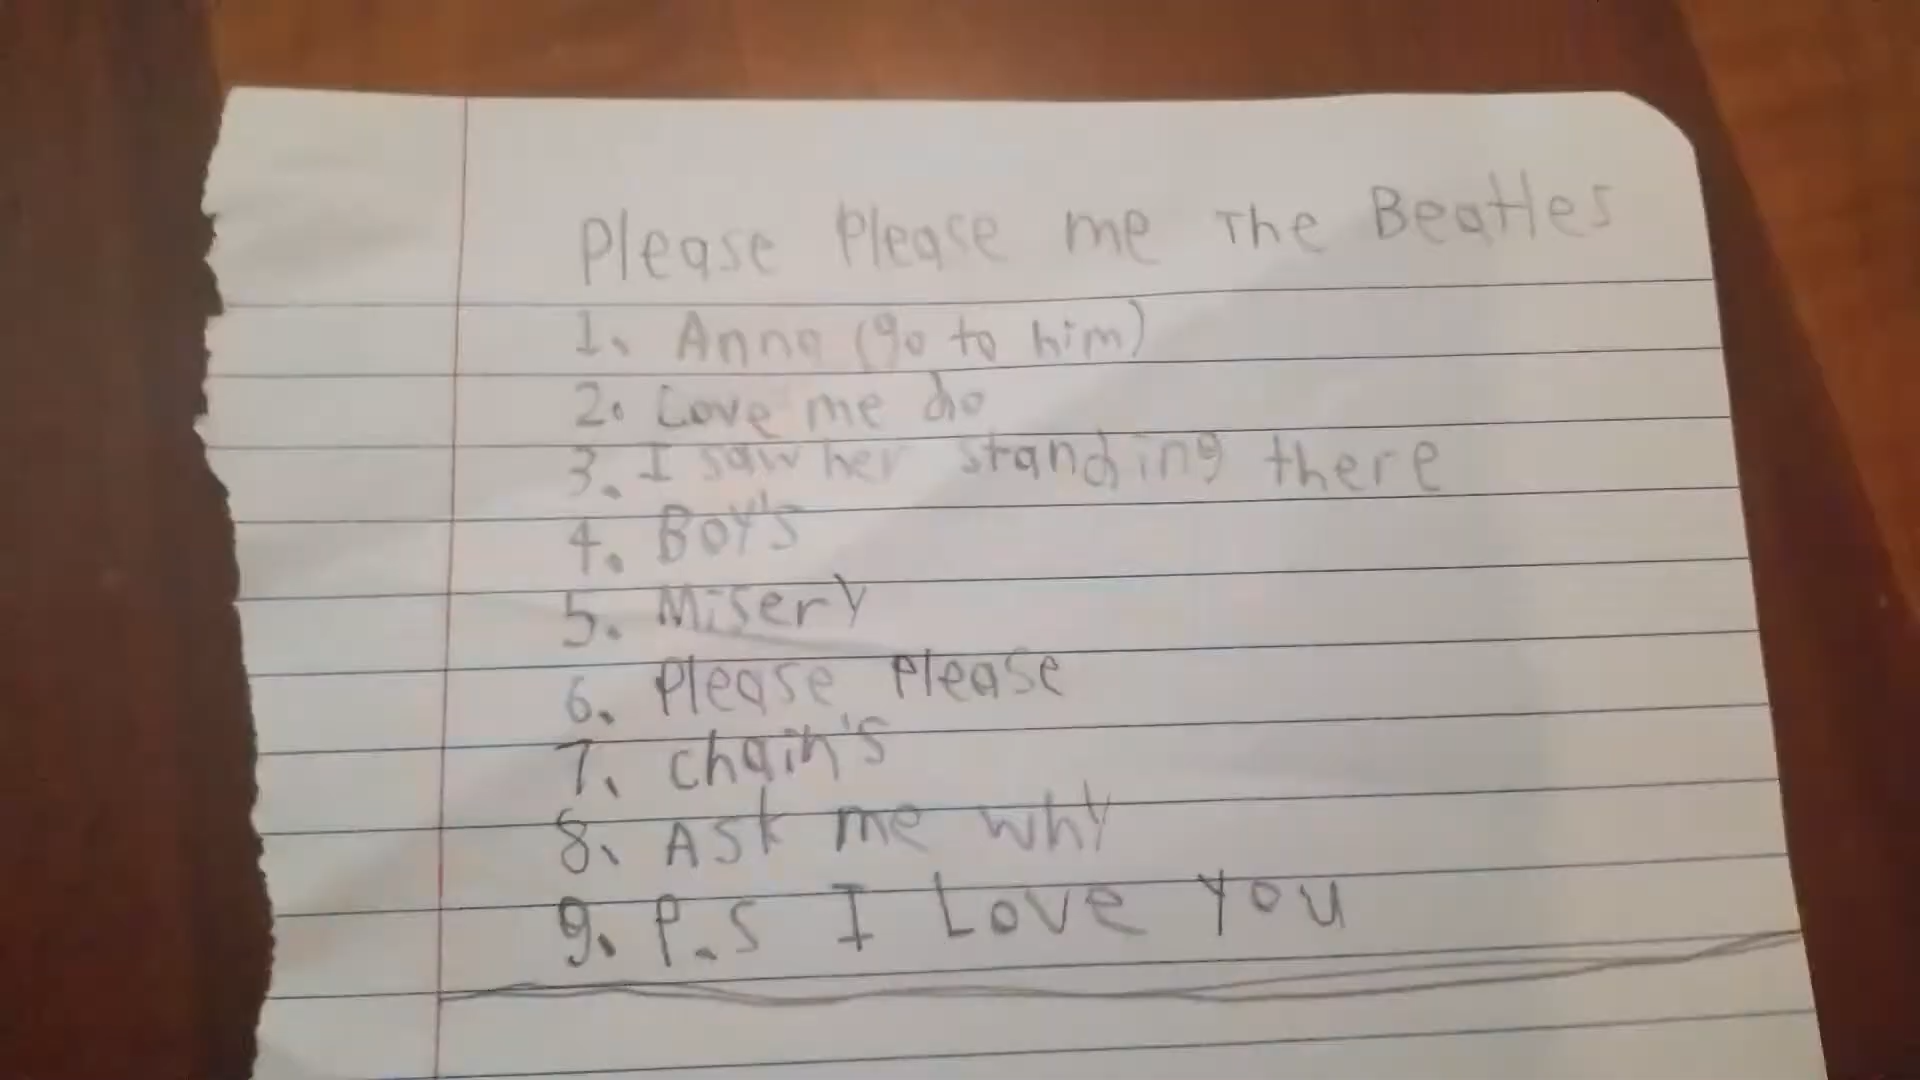 Please Please me The Beatles
1. Anna (go to him)
2. Love me do
3. I saw her standing there
4. Boy's
5. Misery
6. Please Please
7. chain's
8. Ask me why
9. P.S I Love You